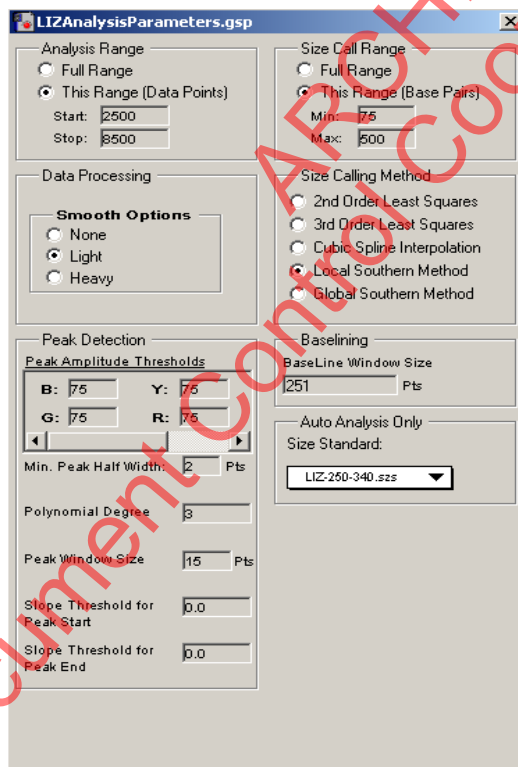 LIZAnalysisParameters.gsp
Analysis Range
Full Range
This Range (Data Points)
Start: 2500
Stop: 8500
Size Call Range
Full Range
This Range (Base Pairs)
Min: 75
Max: 500
Data Processing
Smooth Options
None
Light
Heavy
Size Calling Method
2nd Order Least Squares
3rd Order Least Squares
Cubic Spline Interpolation
Local Southern Method
Global Southern Method
Peak Detection
Peak Amplitude Thresholds
B: 75 Y: 75
G: 75 R: 75
Min. Peak Half Width: 2 Pts
Polynomial Degree 3
Peak Window Size 15 Pts
Slope Threshold for
Peak Start
0.0
Slope Threshold for
Peak End
0.0
Baselining
BaseLine Window Size
251 Pts
Auto Analysis Only
Size Standard:
LIZ-250-340.szs
ARCH
cument Control Coo